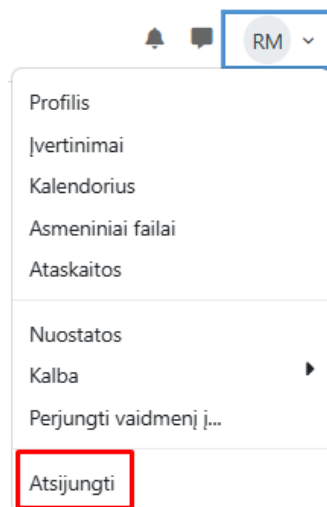 RM
Profilis
Įvertinimai
Kalendorius
Asmeniniai failai
Ataskaitos
Nuostatos
Kalba
Perjungti vaidmenį į...
Atsijungti